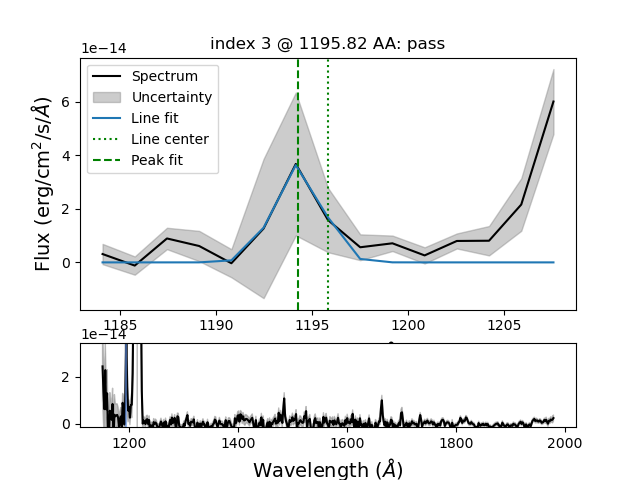 index 3 @ 1195.82 AA: pass
1e−14
Spectrum
Uncertainty
Line fit
Line center
Peak fit
Flux (erg/cm²/s/Å)
6
4
2
0
1185 1190 1195 1200 1205
1e−14
2
0
1200 1400 1600 1800 2000
Wavelength (Å)